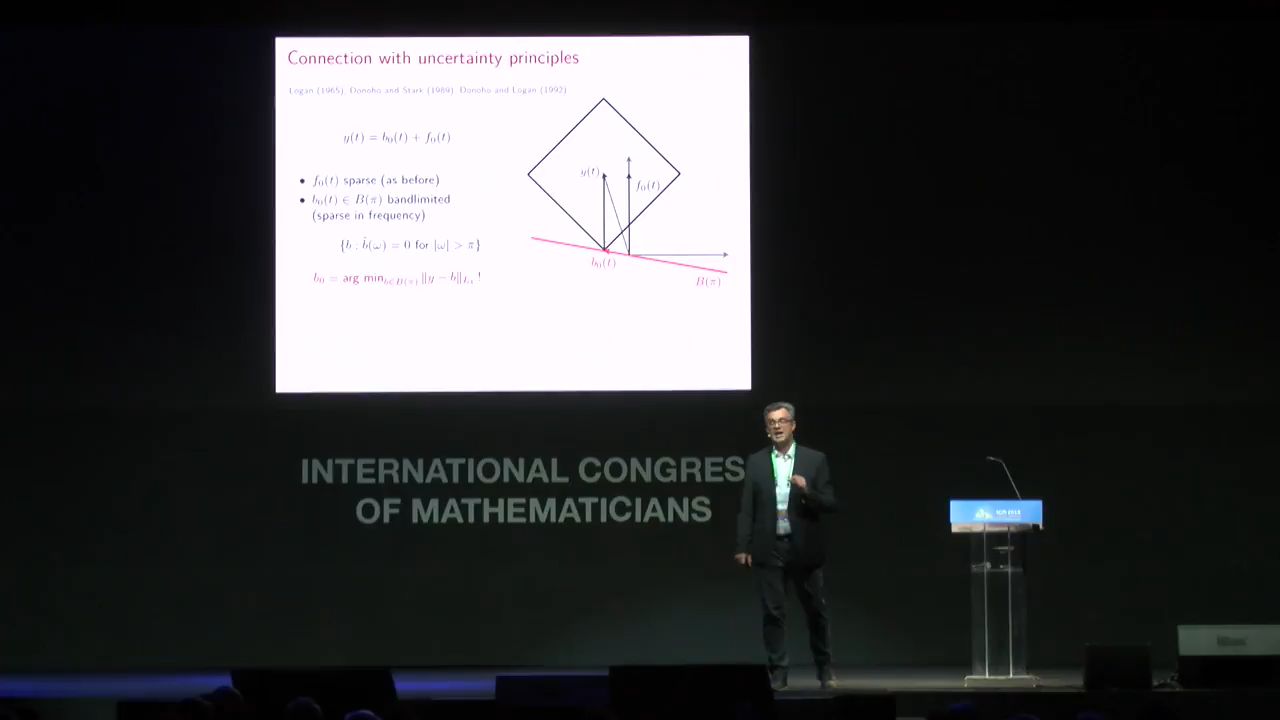 Connection with uncertainty principles
Logan (1965), Donoho and Stark (1989), Donoho and Logan (1992)
y(t) = b₀(t) + f₀(t)
• f₀(t) sparse (as before)
• b₀(t) ∈ B(π) bandlimited
(sparse in frequency)
{b : b̂(ω) = 0 for |ω| > π}
b₀ = arg min_{b∈B(π)} ‖y − b‖_{L₁} !
y(t)
f₀(t)
b₀(t)
B(π)
INTERNATIONAL CONGRES
OF MATHEMATICIANS